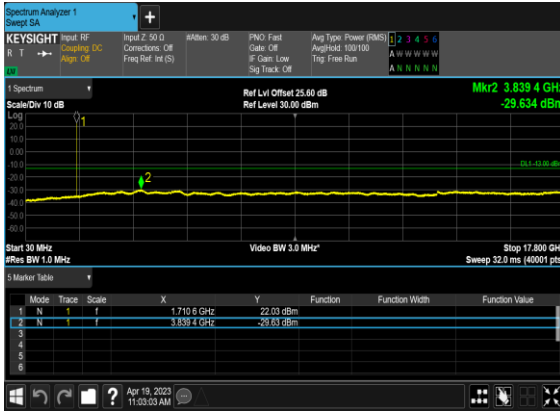 Spectrum Analyzer 1
Swept SA
+
KEYSIGHT Input: RF Input Z: 50 Ω #Atten: 30 dB PNO: Fast Avg Type: Power (RMS) 1 2 3 4 5 6
R T Coupling: DC Corrections: Off Gate: Off Avg|Hold: 100/100 A W W W W W
Align: Off Freq Ref: Int (S) IF Gain: Low Trig: Free Run
Sig Track: Off A N N N N N
1 Spectrum Ref Lvl Offset 25.60 dB Mkr2 3.839 4 GHz
Scale/Div 10 dB Ref Level 30.00 dBm -29.634 dBm
Log
20.0
10.0
0.00
-10.0
-20.0
-30.0
-40.0
-50.0
-60.0
1
2
DL1 -13.00 dBm
Start 30 MHz Video BW 3.0 MHz* Stop 17.800 GHz
#Res BW 1.0 MHz Sweep 32.0 ms (40001 pts)
5 Marker Table
Mode Trace Scale X Y Function Function Width Function Value
1 N 1 f 1.710 6 GHz 22.03 dBm
2 N 1 f 3.839 4 GHz -29.63 dBm
3
4
5
6
? Apr 19, 2023
11:03:03 AM